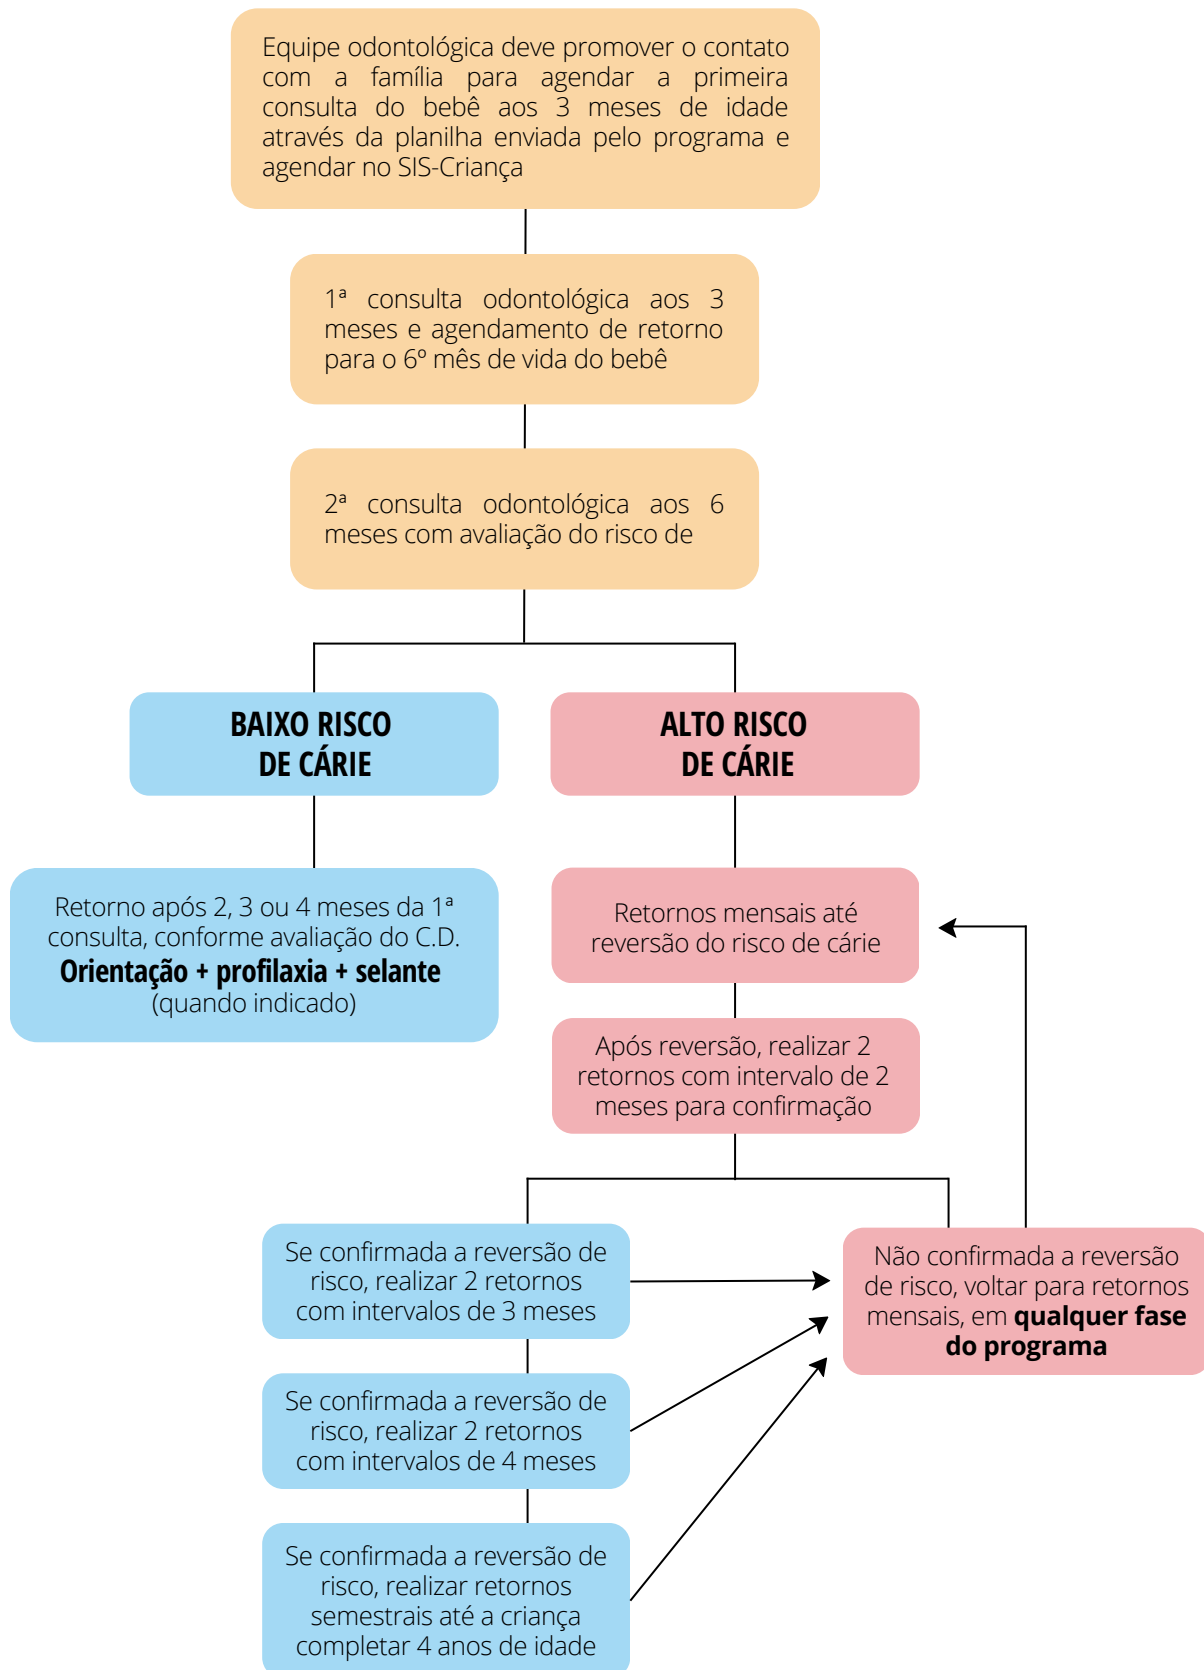 Equipe odontológica deve promover o contato
com a família para agendar a primeira
consulta do bebê aos 3 meses de idade
através da planilha enviada pelo programa e
agendar no SIS-Criança
1ª consulta odontológica aos 3
meses e agendamento de retorno
para o 6º mês de vida do bebê
2ª consulta odontológica aos 6
meses com avaliação do risco de
BAIXO RISCO
DE CÁRIE
ALTO RISCO
DE CÁRIE
Retorno após 2, 3 ou 4 meses da 1ª
consulta, conforme avaliação do C.D.
Orientação + profilaxia + selante
(quando indicado)
Retornos mensais até
reversão do risco de cárie
Após reversão, realizar 2
retornos com intervalo de 2
meses para confirmação
Se confirmada a reversão de
risco, realizar 2 retornos
com intervalos de 3 meses
Não confirmada a reversão
de risco, voltar para retornos
mensais, em qualquer fase
do programa
Se confirmada a reversão de
risco, realizar 2 retornos
com intervalos de 4 meses
Se confirmada a reversão de
risco, realizar retornos
semestrais até a criança
completar 4 anos de idade